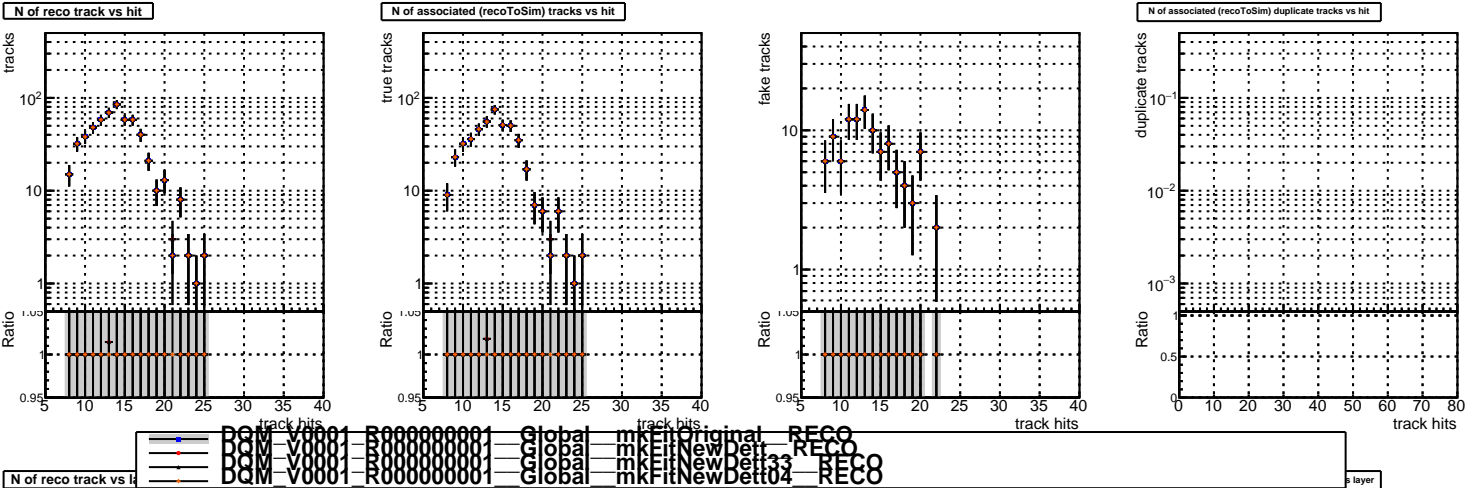 N of reco track vs hit
N of associated (recoToSim) tracks vs hit
N of associated (recoToSim) duplicate tracks vs hit
tracks
10²
10
1
Ratio
1.05
1
0.95
5 10 15 20 25 30 35 40
track hits
true tracks
10²
10
1
Ratio
1.05
1
0.95
5 10 15 20 25 30 35 40
track hits
fake tracks
10
1
Ratio
1.05
1
0.95
5 10 15 20 25 30 35 40
track hits
duplicate tracks
10⁻¹
10⁻²
10⁻³
Ratio
1
0.5
0
0 10 20 30 40 50 60 70 80
track hits
DQM_V0001_R000000001__Global__mkFitOriginal__RECO
DQM_V0001_R000000001__Global__mkFitNewDett__RECO
DQM_V0001_R000000001__Global__mkFitNewDett33__RECO
DQM_V0001_R000000001__Global__mkFitNewDett04__RECO
N of reco track vs la
s layer